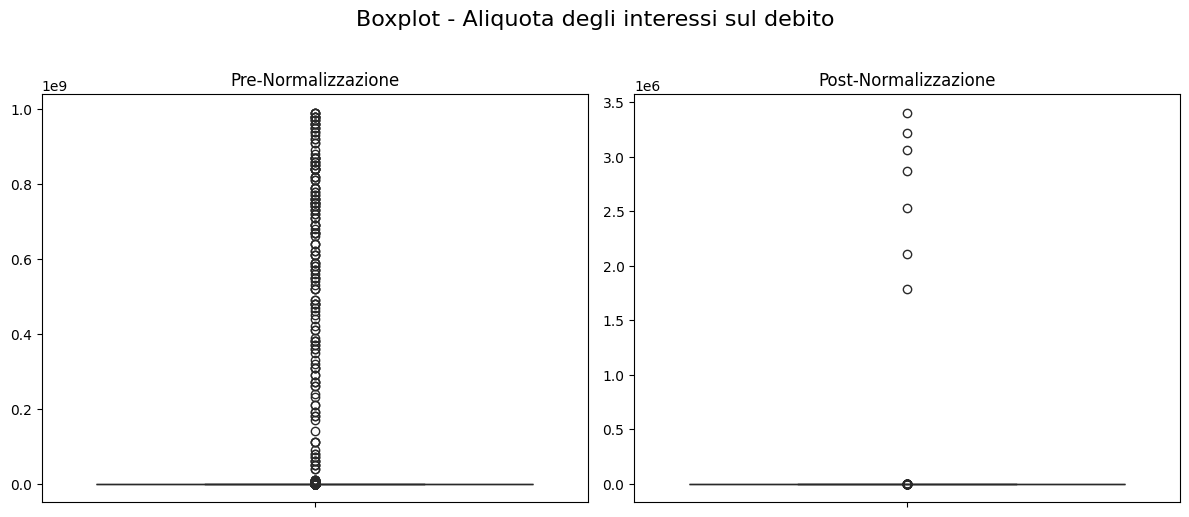 Boxplot - Aliquota degli interessi sul debito
Pre-Normalizzazione
1e9
1.0
0.8
0.6
0.4
0.2
0.0
Post-Normalizzazione
1e6
3.5
3.0
2.5
2.0
1.5
1.0
0.5
0.0